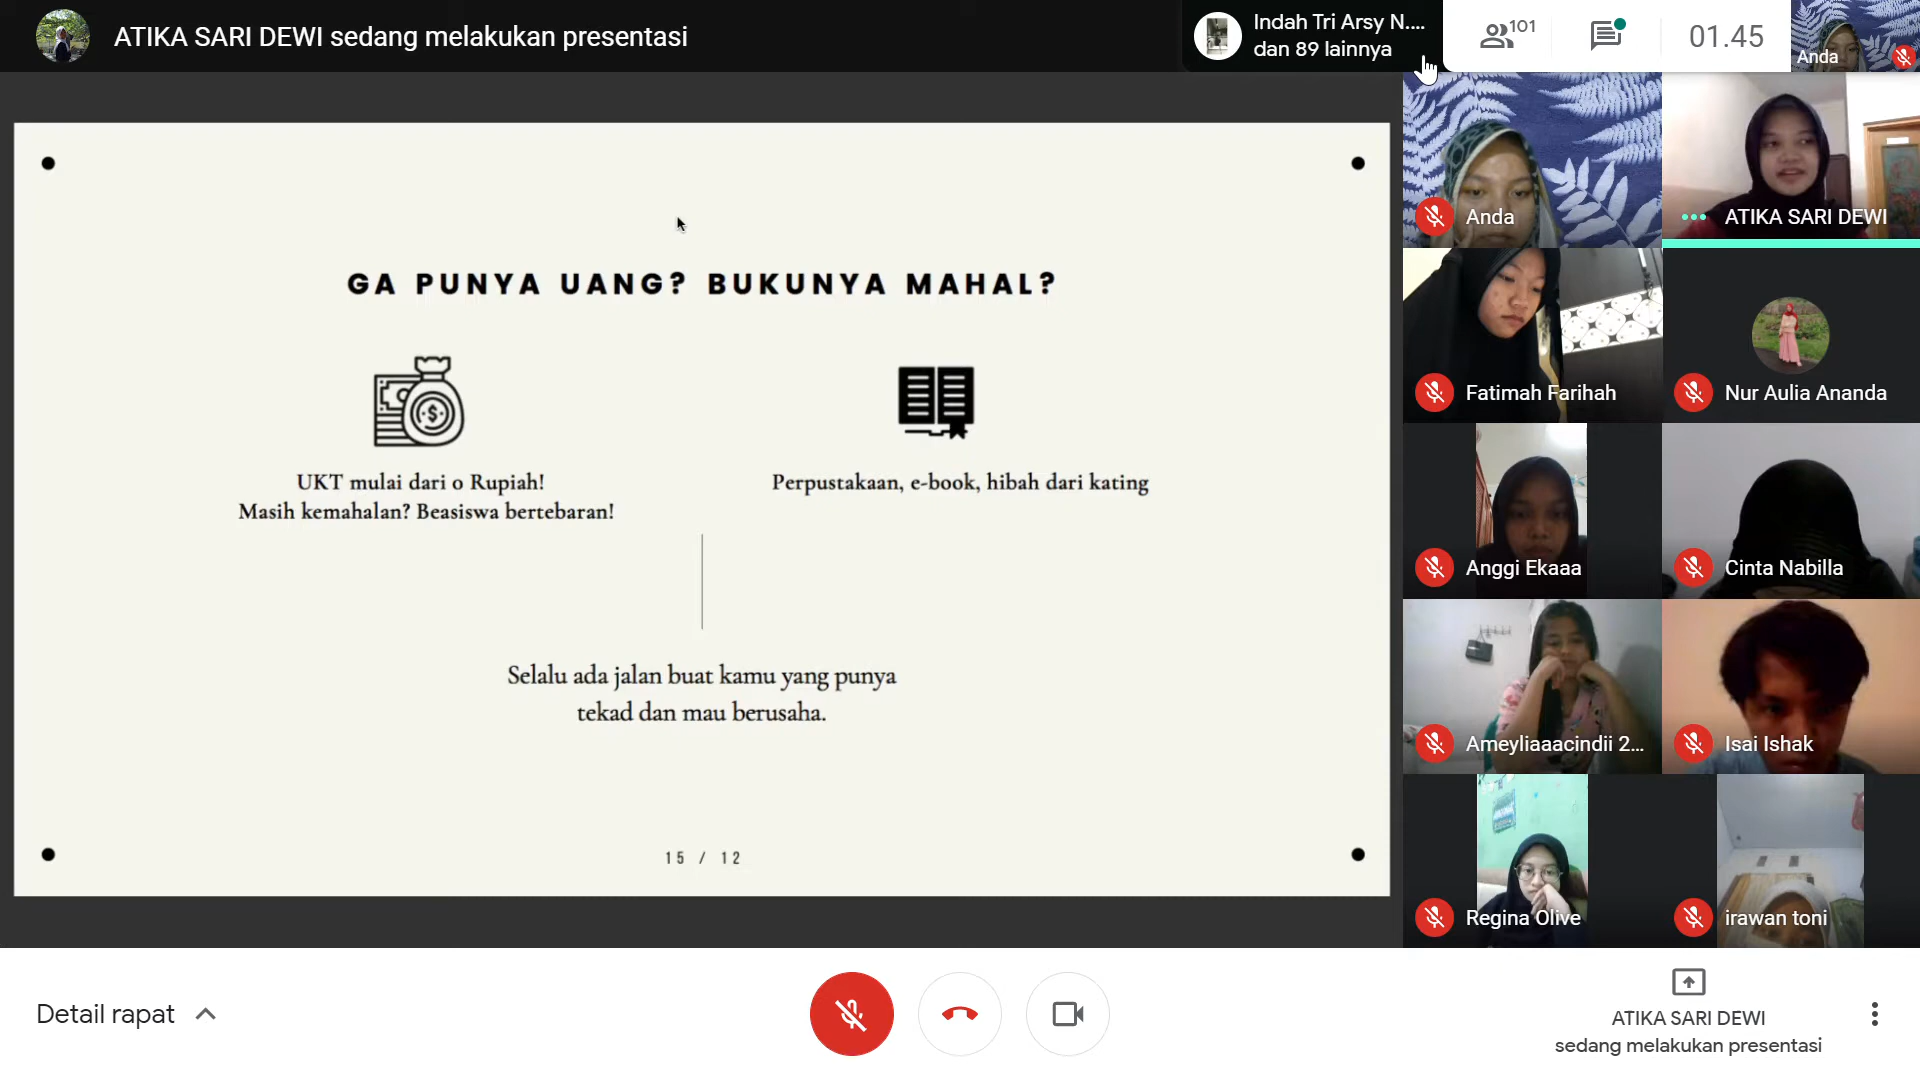 ATIKA SARI DEWI sedang melakukan presentasi
Indah Tri Arsy N....
dan 89 lainnya
101
01.45
Anda
GA PUNYA UANG? BUKUNYA MAHAL?
UKT mulai dari 0 Rupiah!
Masih kemahalan? Beasiswa bertebaran!
Perpustakaan, e-book, hibah dari kating
Selalu ada jalan buat kamu yang punya
tekad dan mau berusaha.
15 / 12
Anda
ATIKA SARI DEWI
Fatimah Farihah
Nur Aulia Ananda
Anggi Ekaaa
Cinta Nabilla
Ameyliaaacindii 2...
Isai Ishak
Regina Olive
irawan toni
Detail rapat
ATIKA SARI DEWI
sedang melakukan presentasi